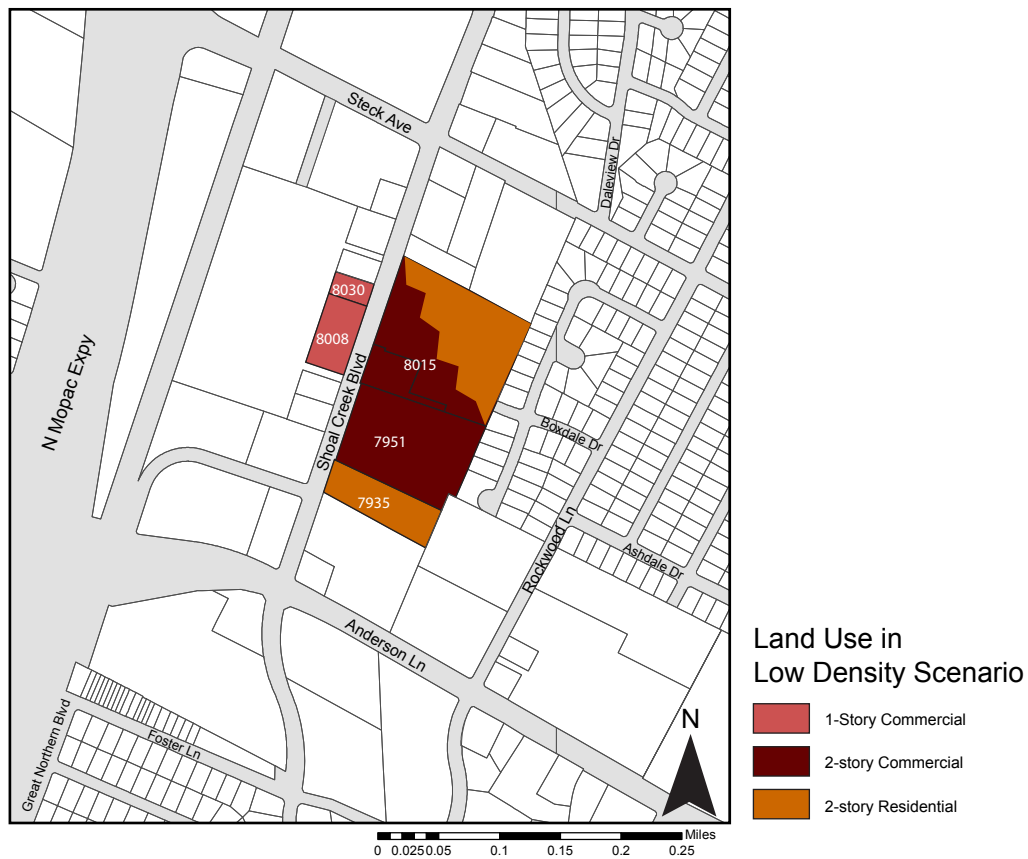 Steck Ave
Daleview Dr
8030
8008
8015
N Mopac Expy
Shoal Creek Blvd
7951
Boxdale Dr
7935
Rockwood Ln
Ashdale Dr
Anderson Ln
Great Northern Blvd
Foster Ln
N
Land Use in
Low Density Scenario
1-Story Commercial
2-story Commercial
2-story Residential
Miles
0 0.025 0.05 0.1 0.15 0.2 0.25